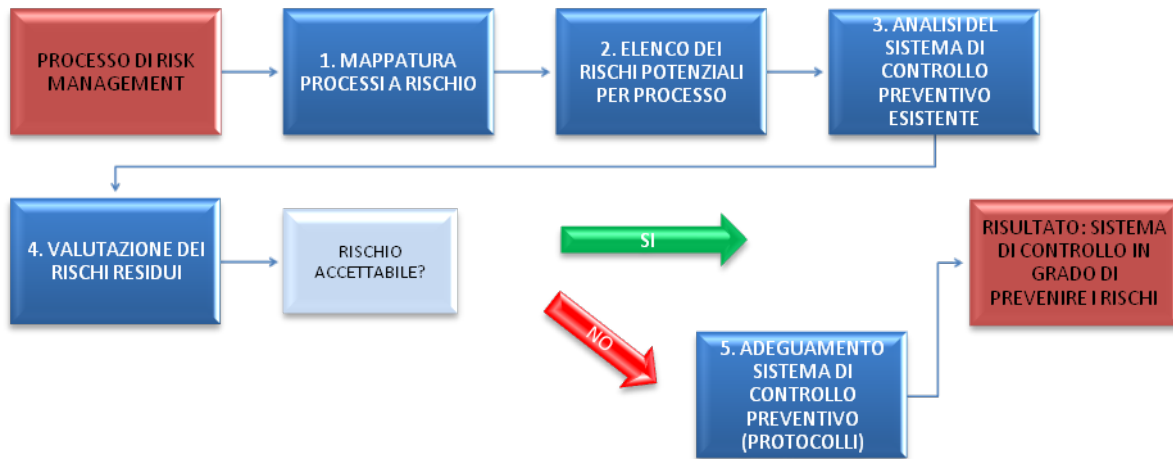 PROCESSO DI RISK
MANAGEMENT
1. MAPPATURA
PROCESSI A RISCHIO
2. ELENCO DEI
RISCHI POTENZIALI
PER PROCESSO
3. ANALISI DEL
SISTEMA DI
CONTROLLO
PREVENTIVO
ESISTENTE
4. VALUTAZIONE DEI
RISCHI RESIDUI
RISCHIO
ACCETTABILE?
SI
NO
5. ADEGUAMENTO
SISTEMA DI
CONTROLLO
PREVENTIVO
(PROTOCOLLI)
RISULTATO: SISTEMA
DI CONTROLLO IN
GRADO DI
PREVENIRE I RISCHI